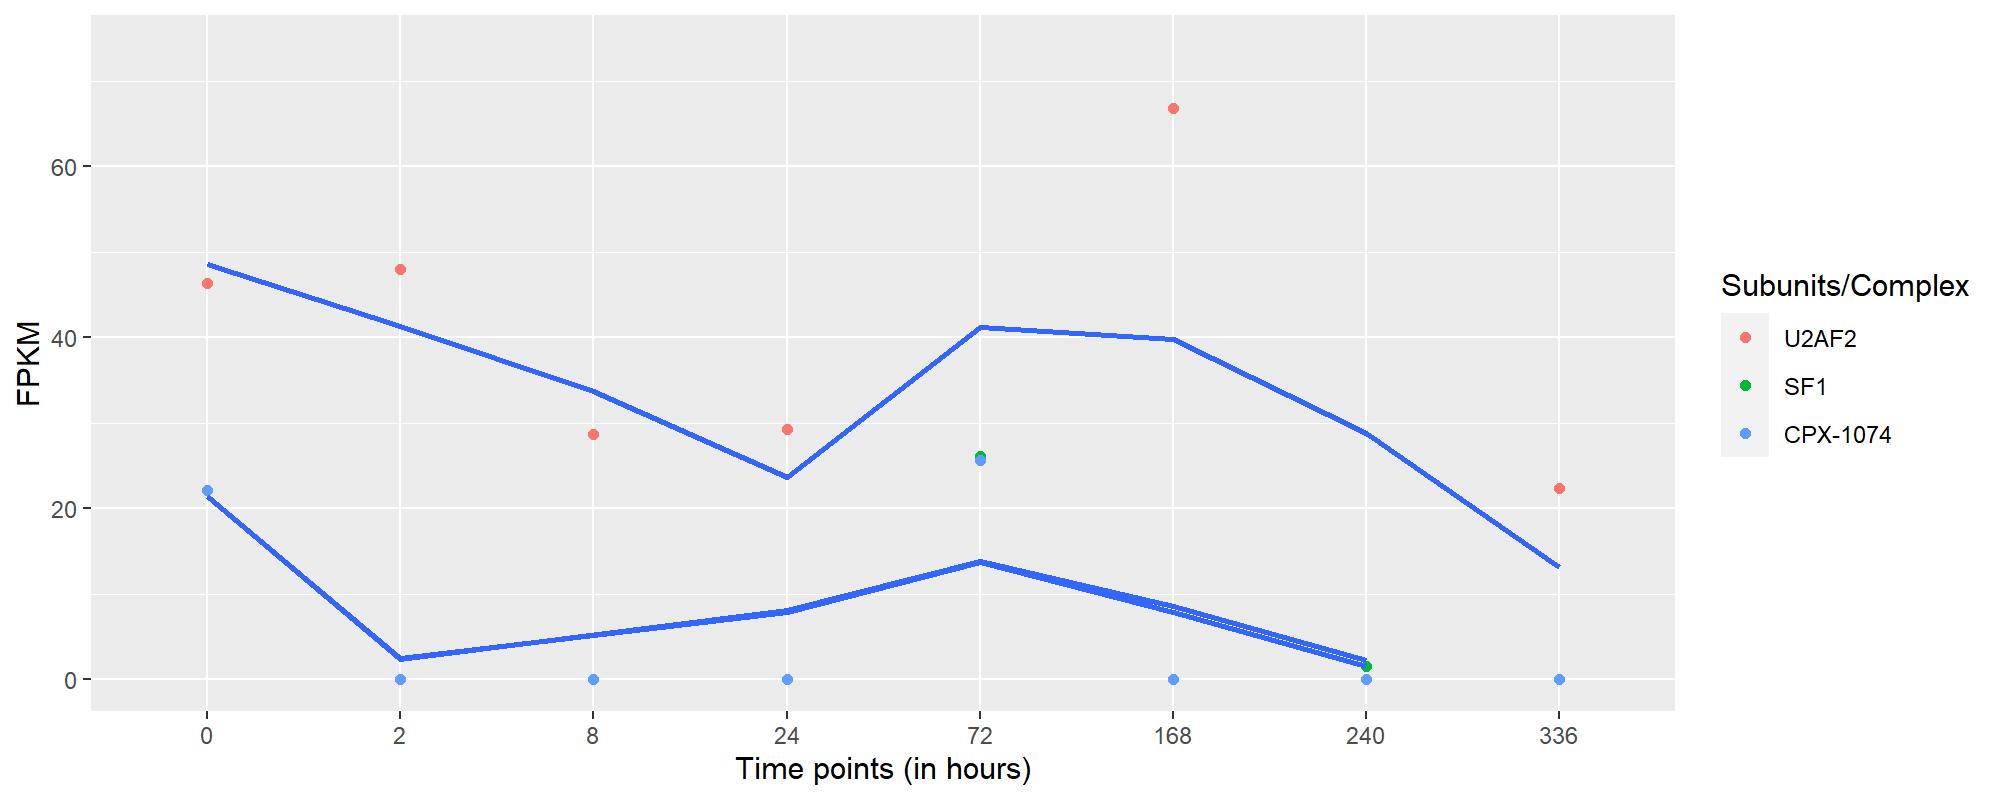 FPKM
60
40
20
0
0 2 8 24 72 168 240 336
Time points (in hours)
Subunits/Complex
U2AF2
SF1
CPX-1074